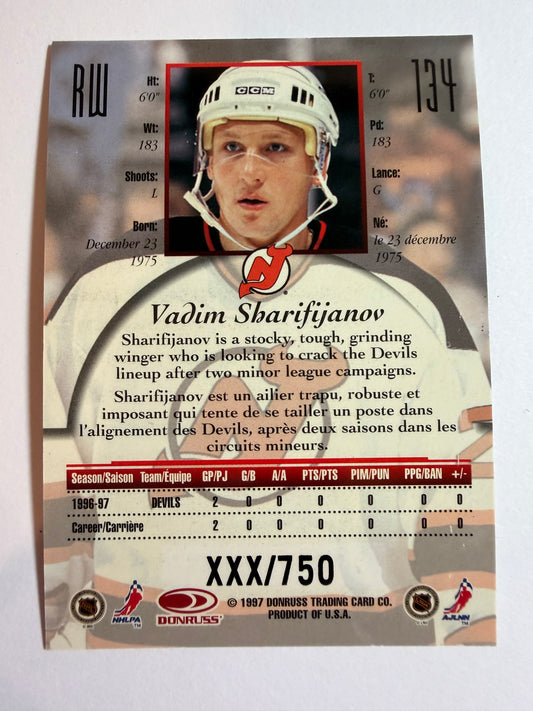 RW
134
Ht:
6'0"
Wt:
183
Shoots:
L
Born:
December 23
1975
CCM
T:
6'0"
Pd:
183
Lance:
G
Né:
le 23 décembre
1975
NJ
Vadim Sharifijanov
Sharifijanov is a stocky, tough, grinding
winger who is looking to crack the Devils
lineup after two minor league campaigns.
Sharifijanov est un ailier trapu, robuste et
imposant qui tente de se tailler un poste dans
l'alignement des Devils, après deux saisons dans les
circuits mineurs.
Season/Saison Team/Équipe GP/PJ G/B A/A PTS/PTS PIM/PUN PPG/BAN +/-
1996-97 DEVILS 2 0 0 0 0 0 0
Career/Carrière 2 0 0 0 0 0 0
XXX/750
NHLPA
DONRUSS
© 1997 DONRUSS TRADING CARD CO.
PRODUCT OF U.S.A.
AJLNH